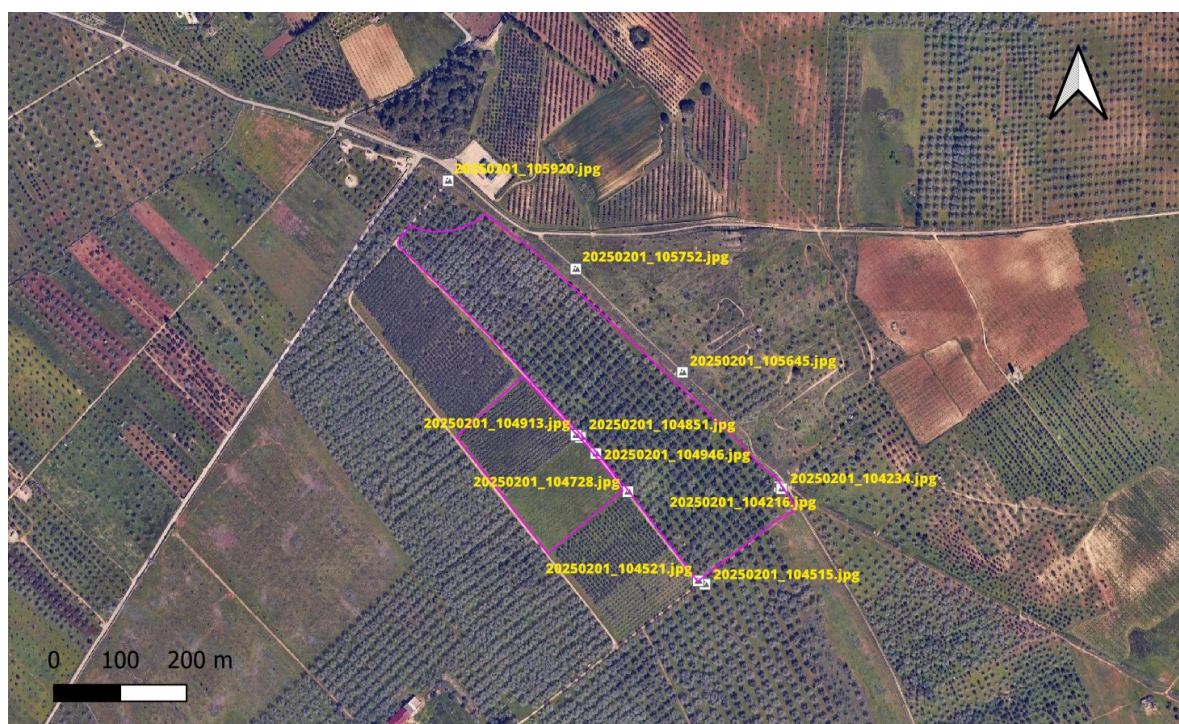 20250201_105920.jpg
20250201_105752.jpg
20250201_105645.jpg
20250201_104913.jpg
20250201_104851.jpg
20250201_104946.jpg
20250201_104728.jpg
20250201_104234.jpg
20250201_104216.jpg
20250201_104521.jpg
20250201_104515.jpg
0 100 200 m